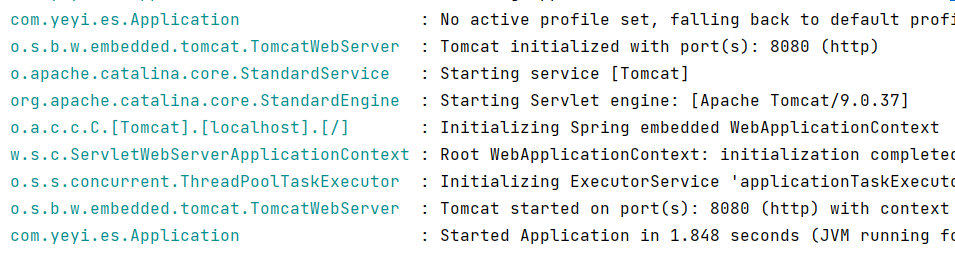 com.yeyi.es.Application : No active profile set, falling back to default profi
o.s.b.w.embedded.tomcat.TomcatWebServer : Tomcat initialized with port(s): 8080 (http)
o.apache.catalina.core.StandardService : Starting service [Tomcat]
org.apache.catalina.core.StandardEngine : Starting Servlet engine: [Apache Tomcat/9.0.37]
o.a.c.c.C.[Tomcat].[localhost].[/] : Initializing Spring embedded WebApplicationContext
w.s.c.ServletWebServerApplicationContext : Root WebApplicationContext: initialization completed
o.s.s.concurrent.ThreadPoolTaskExecutor : Initializing ExecutorService 'applicationTaskExecuto
o.s.b.w.embedded.tomcat.TomcatWebServer : Tomcat started on port(s): 8080 (http) with context
com.yeyi.es.Application : Started Application in 1.848 seconds (JVM running fo